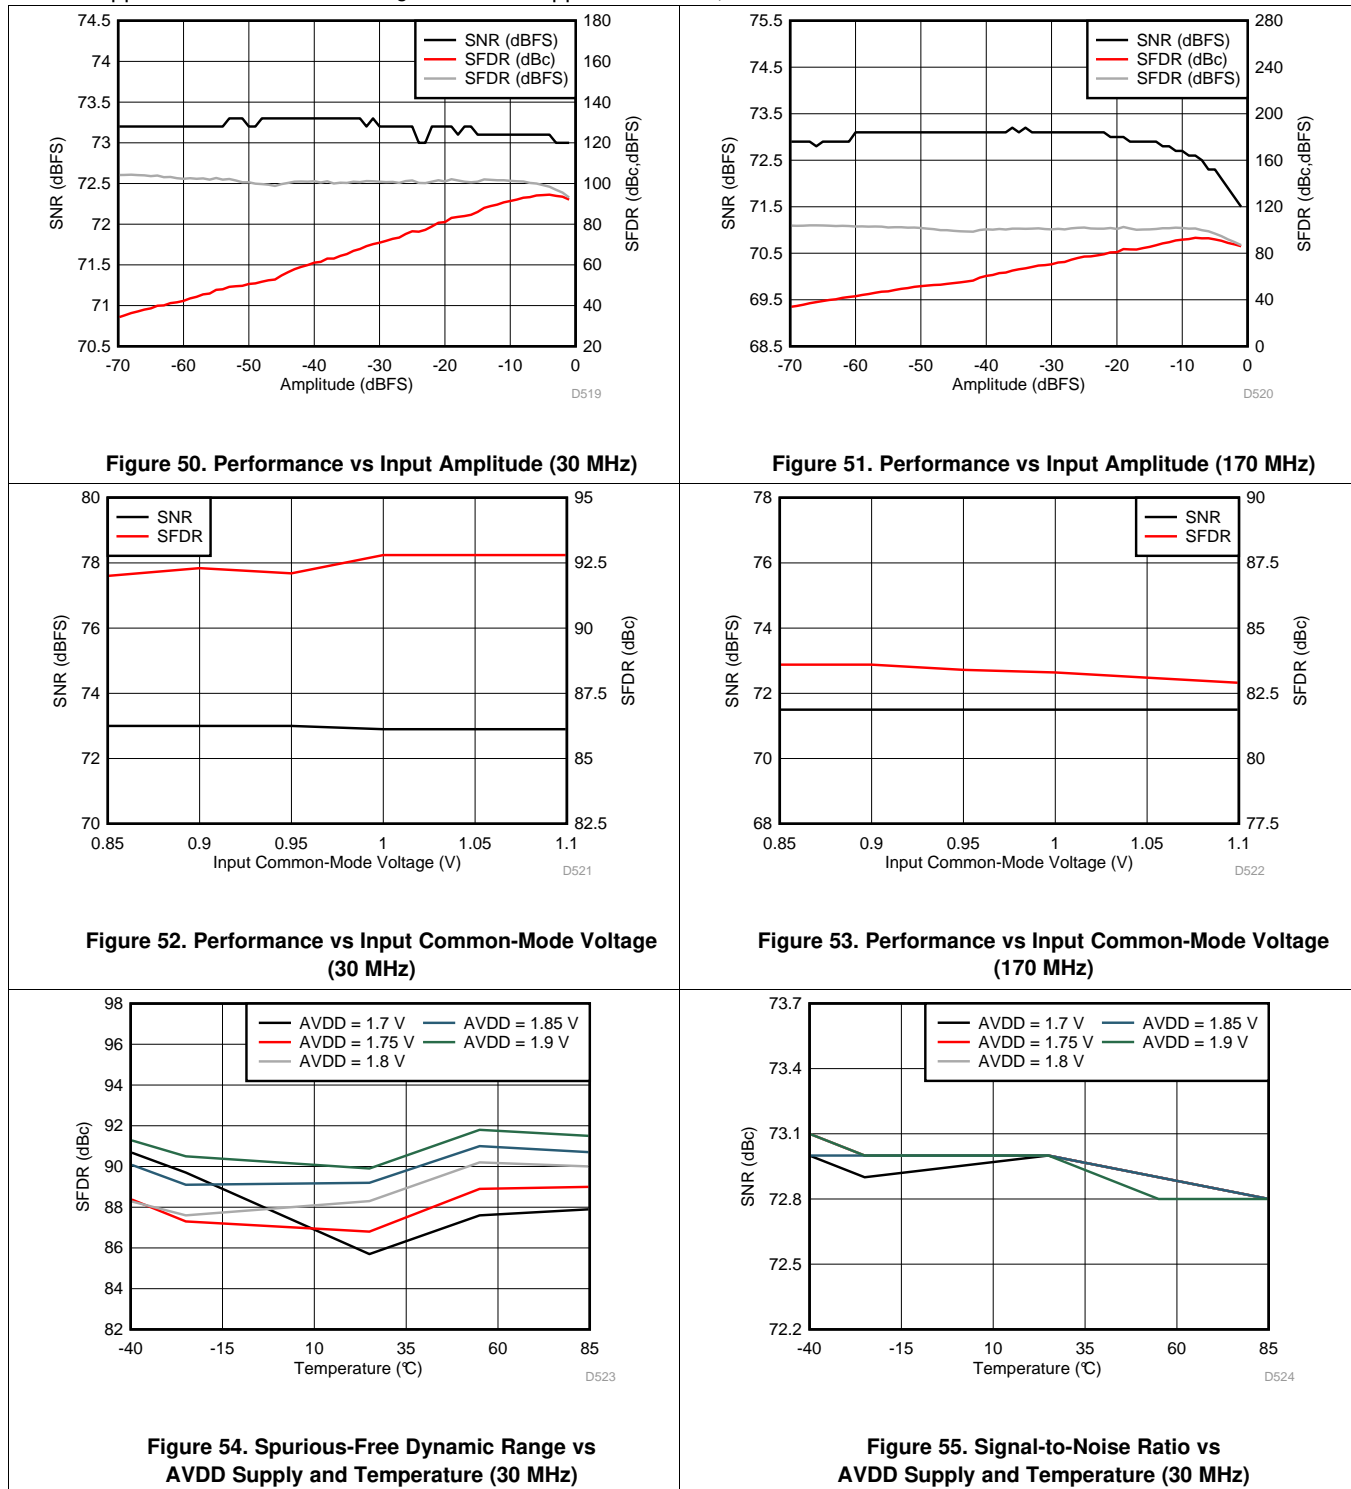 74.5
74
73.5
73
72.5
72
71.5
71
70.5
SNR (dBFS)
180
160
140
120
100
80
60
40
20
SFDR (dBc,dBFS)
SNR (dBFS)
SFDR (dBc)
SFDR (dBFS)
-70 -60 -50 -40 -30 -20 -10 0
Amplitude (dBFS)
D519
Figure 50. Performance vs Input Amplitude (30 MHz)
75.5
74.5
73.5
72.5
71.5
70.5
69.5
68.5
SNR (dBFS)
280
240
200
160
120
80
40
0
SFDR (dBc,dBFS)
SNR (dBFS)
SFDR (dBc)
SFDR (dBFS)
-70 -60 -50 -40 -30 -20 -10 0
Amplitude (dBFS)
D520
Figure 51. Performance vs Input Amplitude (170 MHz)
80
78
76
74
72
70
SNR (dBFS)
95
92.5
90
87.5
85
82.5
SFDR (dBc)
SNR
SFDR
0.85 0.9 0.95 1 1.05 1.1
Input Common-Mode Voltage (V)
D521
Figure 52. Performance vs Input Common-Mode Voltage
(30 MHz)
78
76
74
72
70
68
SNR (dBFS)
90
87.5
85
82.5
80
77.5
SFDR (dBc)
SNR
SFDR
0.85 0.9 0.95 1 1.05 1.1
Input Common-Mode Voltage (V)
D522
Figure 53. Performance vs Input Common-Mode Voltage
(170 MHz)
98
96
94
92
90
88
86
84
82
SFDR (dBc)
AVDD = 1.7 V AVDD = 1.85 V
AVDD = 1.75 V AVDD = 1.9 V
AVDD = 1.8 V
-40 -15 10 35 60 85
Temperature (°C)
D523
Figure 54. Spurious-Free Dynamic Range vs
AVDD Supply and Temperature (30 MHz)
73.7
73.4
73.1
72.8
72.5
72.2
SNR (dBc)
AVDD = 1.7 V AVDD = 1.85 V
AVDD = 1.75 V AVDD = 1.9 V
AVDD = 1.8 V
-40 -15 10 35 60 85
Temperature (°C)
D524
Figure 55. Signal-to-Noise Ratio vs
AVDD Supply and Temperature (30 MHz)